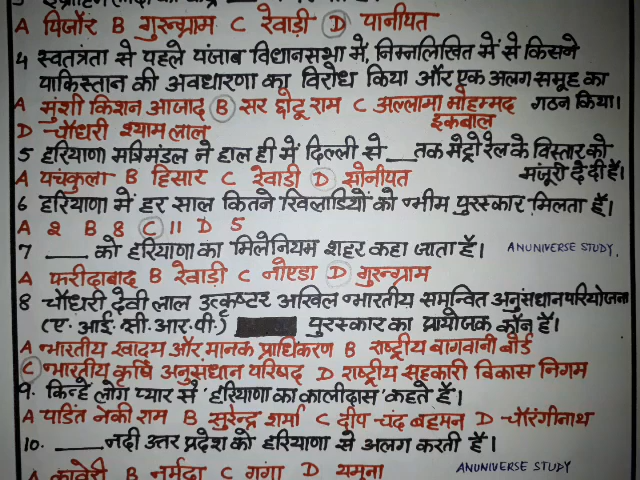 A पिंजौर B गुरुग्राम C रेवाड़ी D पानीपत
4 स्वतंत्रता से पहले पंजाब विधानसभा में, निम्नलिखित में से किसने
पाकिस्तान की अवधारणा का विरोध किया और एक अलग समूह का
A मुंशी किशन आजाद B सर छोटू राम C अल्लामा मोहम्मद गठन किया।
इकबाल
D चौधरी श्याम लाल
5 हरियाणा मंत्रिमंडल ने हाल ही में दिल्ली से ___ तक मेट्रो रेल के विस्तार को
A पचंकुला B हिसार C रेवाड़ी D सोनीपत मंजूरी दे दी है।
6 हरियाणा में हर साल कितने खिलाडियों को भीम पुरस्कार मिलता है।
A 2 B 8 C 11 D 5
7 ___ को हरियाणा का मिलेनियम शहर कहा जाता है। ANUNIVERSE STUDY.
A फरीदाबाद B रेवाड़ी C नोएडा D गुरुग्राम
8 चौधरी देवी लाल उत्कृष्टर अखिल भारतीय समन्वित अनुसंधान परियोजना
(ए. आई. सी. आर. पी.) पुरस्कार का प्रायोजक कौन है।
A भारतीय खाद्य और मानक प्राधिकरण B राष्ट्रीय बागवानी बोर्ड
C भारतीय कृषि अनुसंधान परिषद D राष्ट्रीय सहकारी विकास निगम
9. किन्हे लोग प्यार से 'हरियाणा का कालीदास' कहते है।
A पंडित नेकी राम B सुरेन्द्र शर्मा C दीप चंद बहमन D चौरंगीनाथ
10. ___ नदी उत्तर प्रदेश को हरियाणा से अलग करती है।
A कावेरी B नर्मदा C गंगा D यमुना ANUNIVERSE STUDY